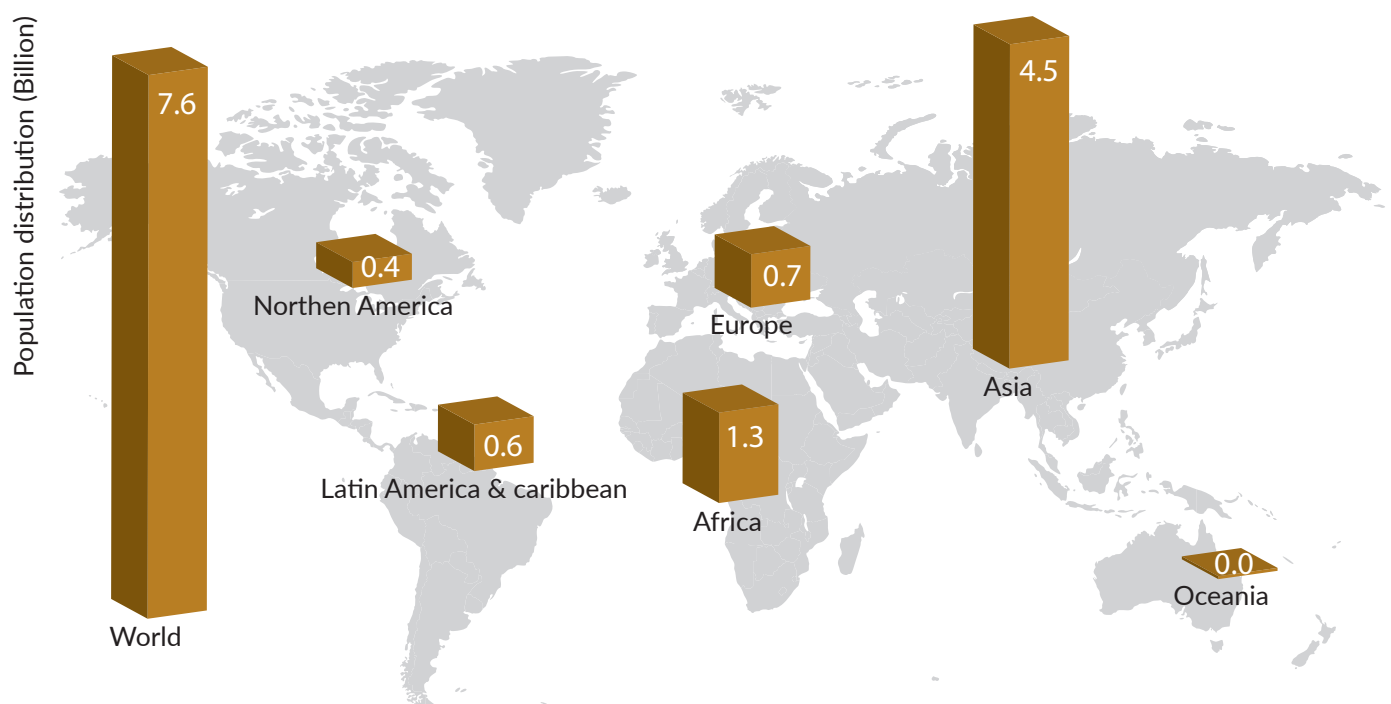 Population distribution (Billion)
7.6
World
0.4
Northen America
0.6
Latin America & caribbean
0.7
Europe
1.3
Africa
4.5
Asia
0.0
Oceania